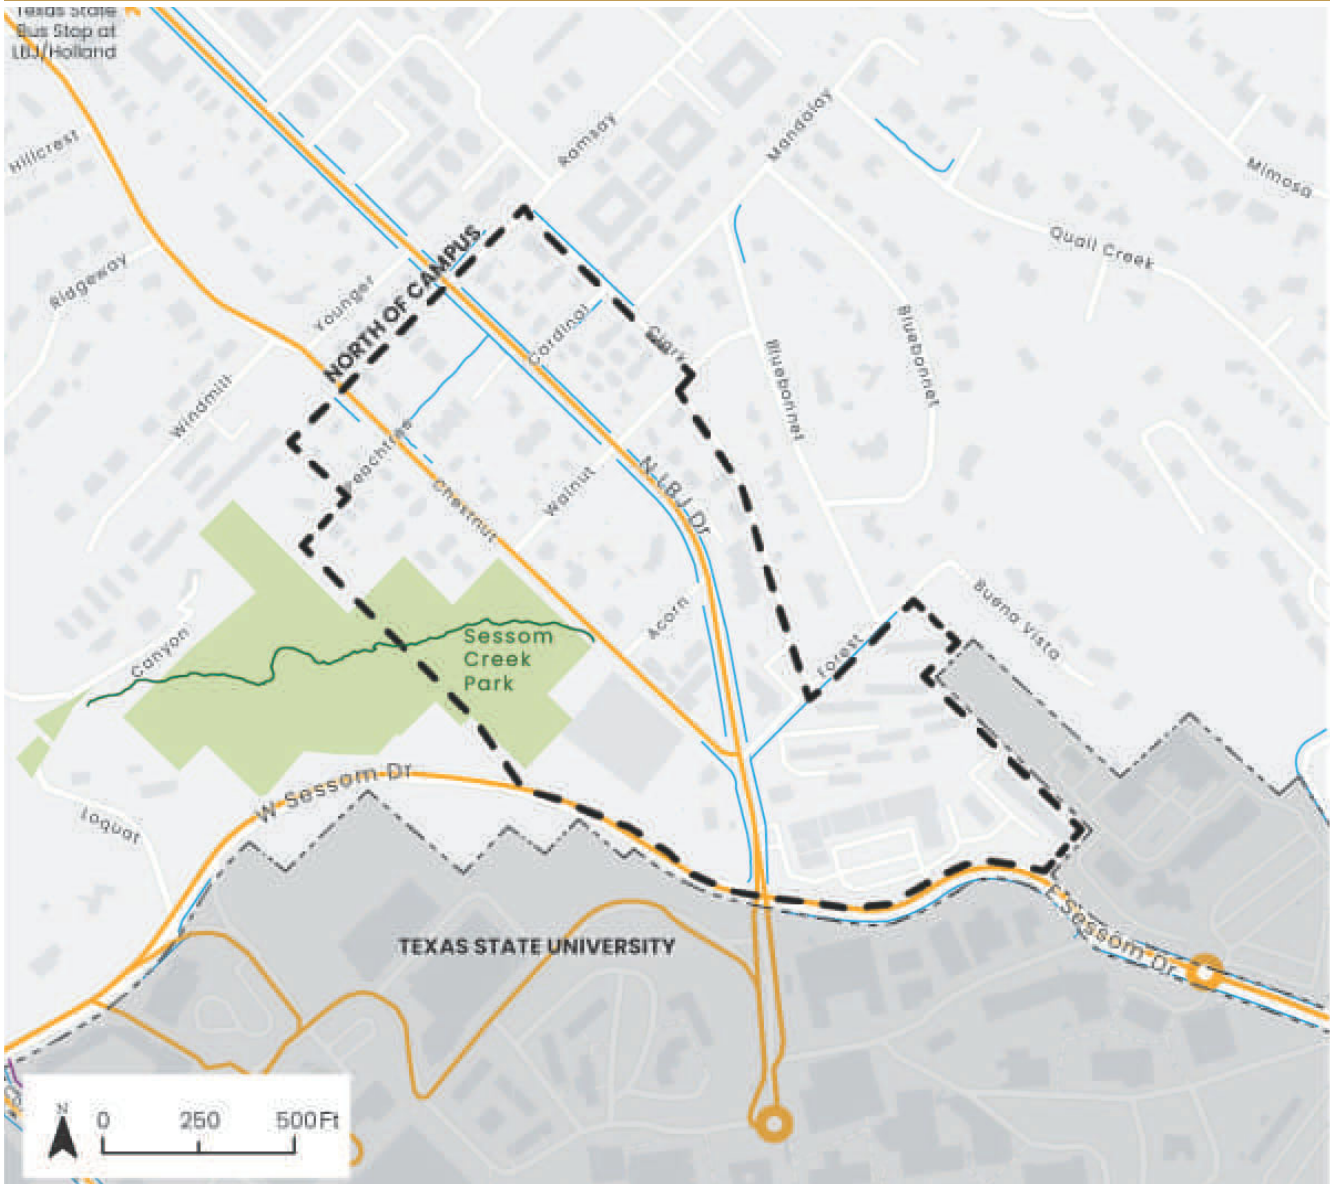 Texas State
Bus Stop at
LBJ/Holland
Hillcrest
Ramsay
Mandalay
Mimosa
Quail Creek
Ridgeway
Younger
NORTH OF CAMPUS
Cardinal
Clark
Bluebonnet
Bluebonnet
Windmill
Peachtree
Chestnut
Walnut
N LBJ Dr
Acorn
Forest
Buena Vista
Canyon
Sessom
Creek
Park
W Sessom Dr
Loquat
TEXAS STATE UNIVERSITY
E Sessom Dr
N
0 250 500 Ft